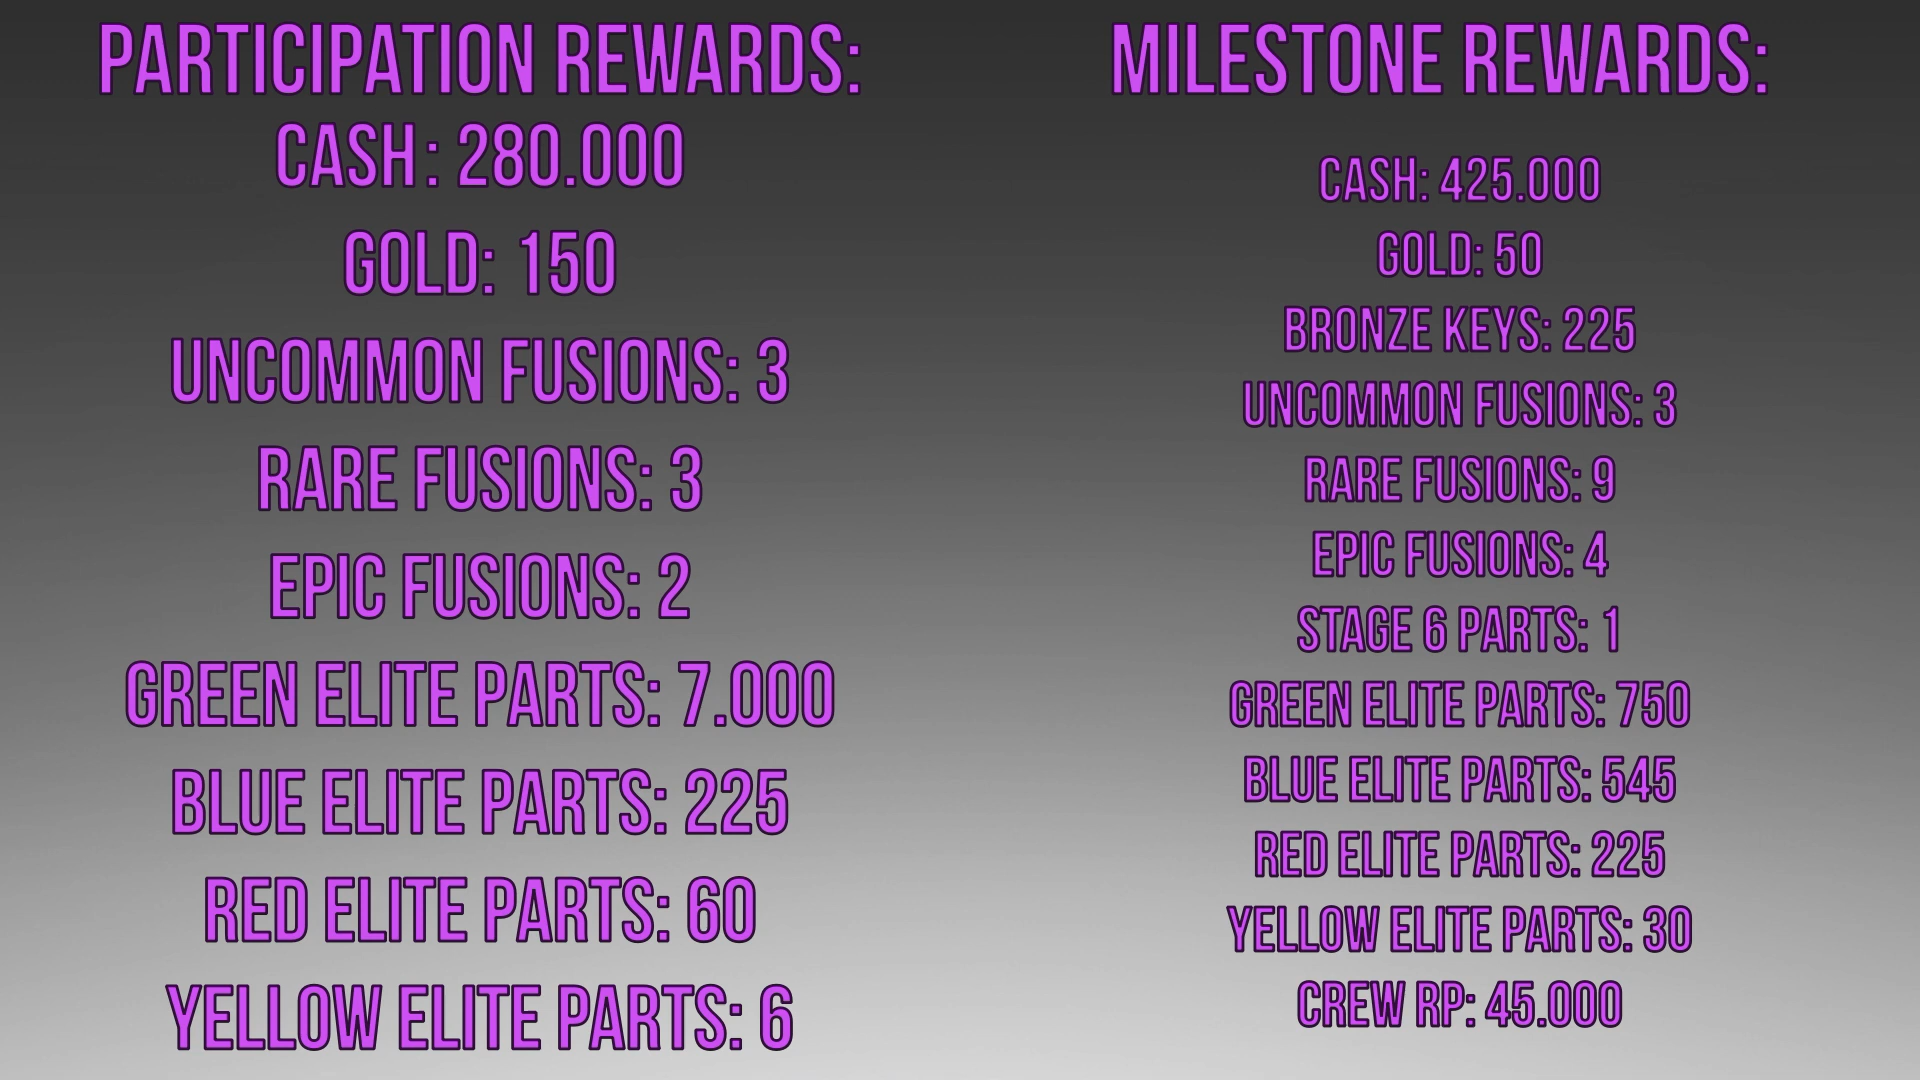 PARTICIPATION REWARDS:
CASH: 280.000
GOLD: 150
UNCOMMON FUSIONS: 3
RARE FUSIONS: 3
EPIC FUSIONS: 2
GREEN ELITE PARTS: 7.000
BLUE ELITE PARTS: 225
RED ELITE PARTS: 60
YELLOW ELITE PARTS: 6
MILESTONE REWARDS:
CASH: 425.000
GOLD: 50
BRONZE KEYS: 225
UNCOMMON FUSIONS: 3
RARE FUSIONS: 9
EPIC FUSIONS: 4
STAGE 6 PARTS: 1
GREEN ELITE PARTS: 750
BLUE ELITE PARTS: 545
RED ELITE PARTS: 225
YELLOW ELITE PARTS: 30
CREW RP: 45.000